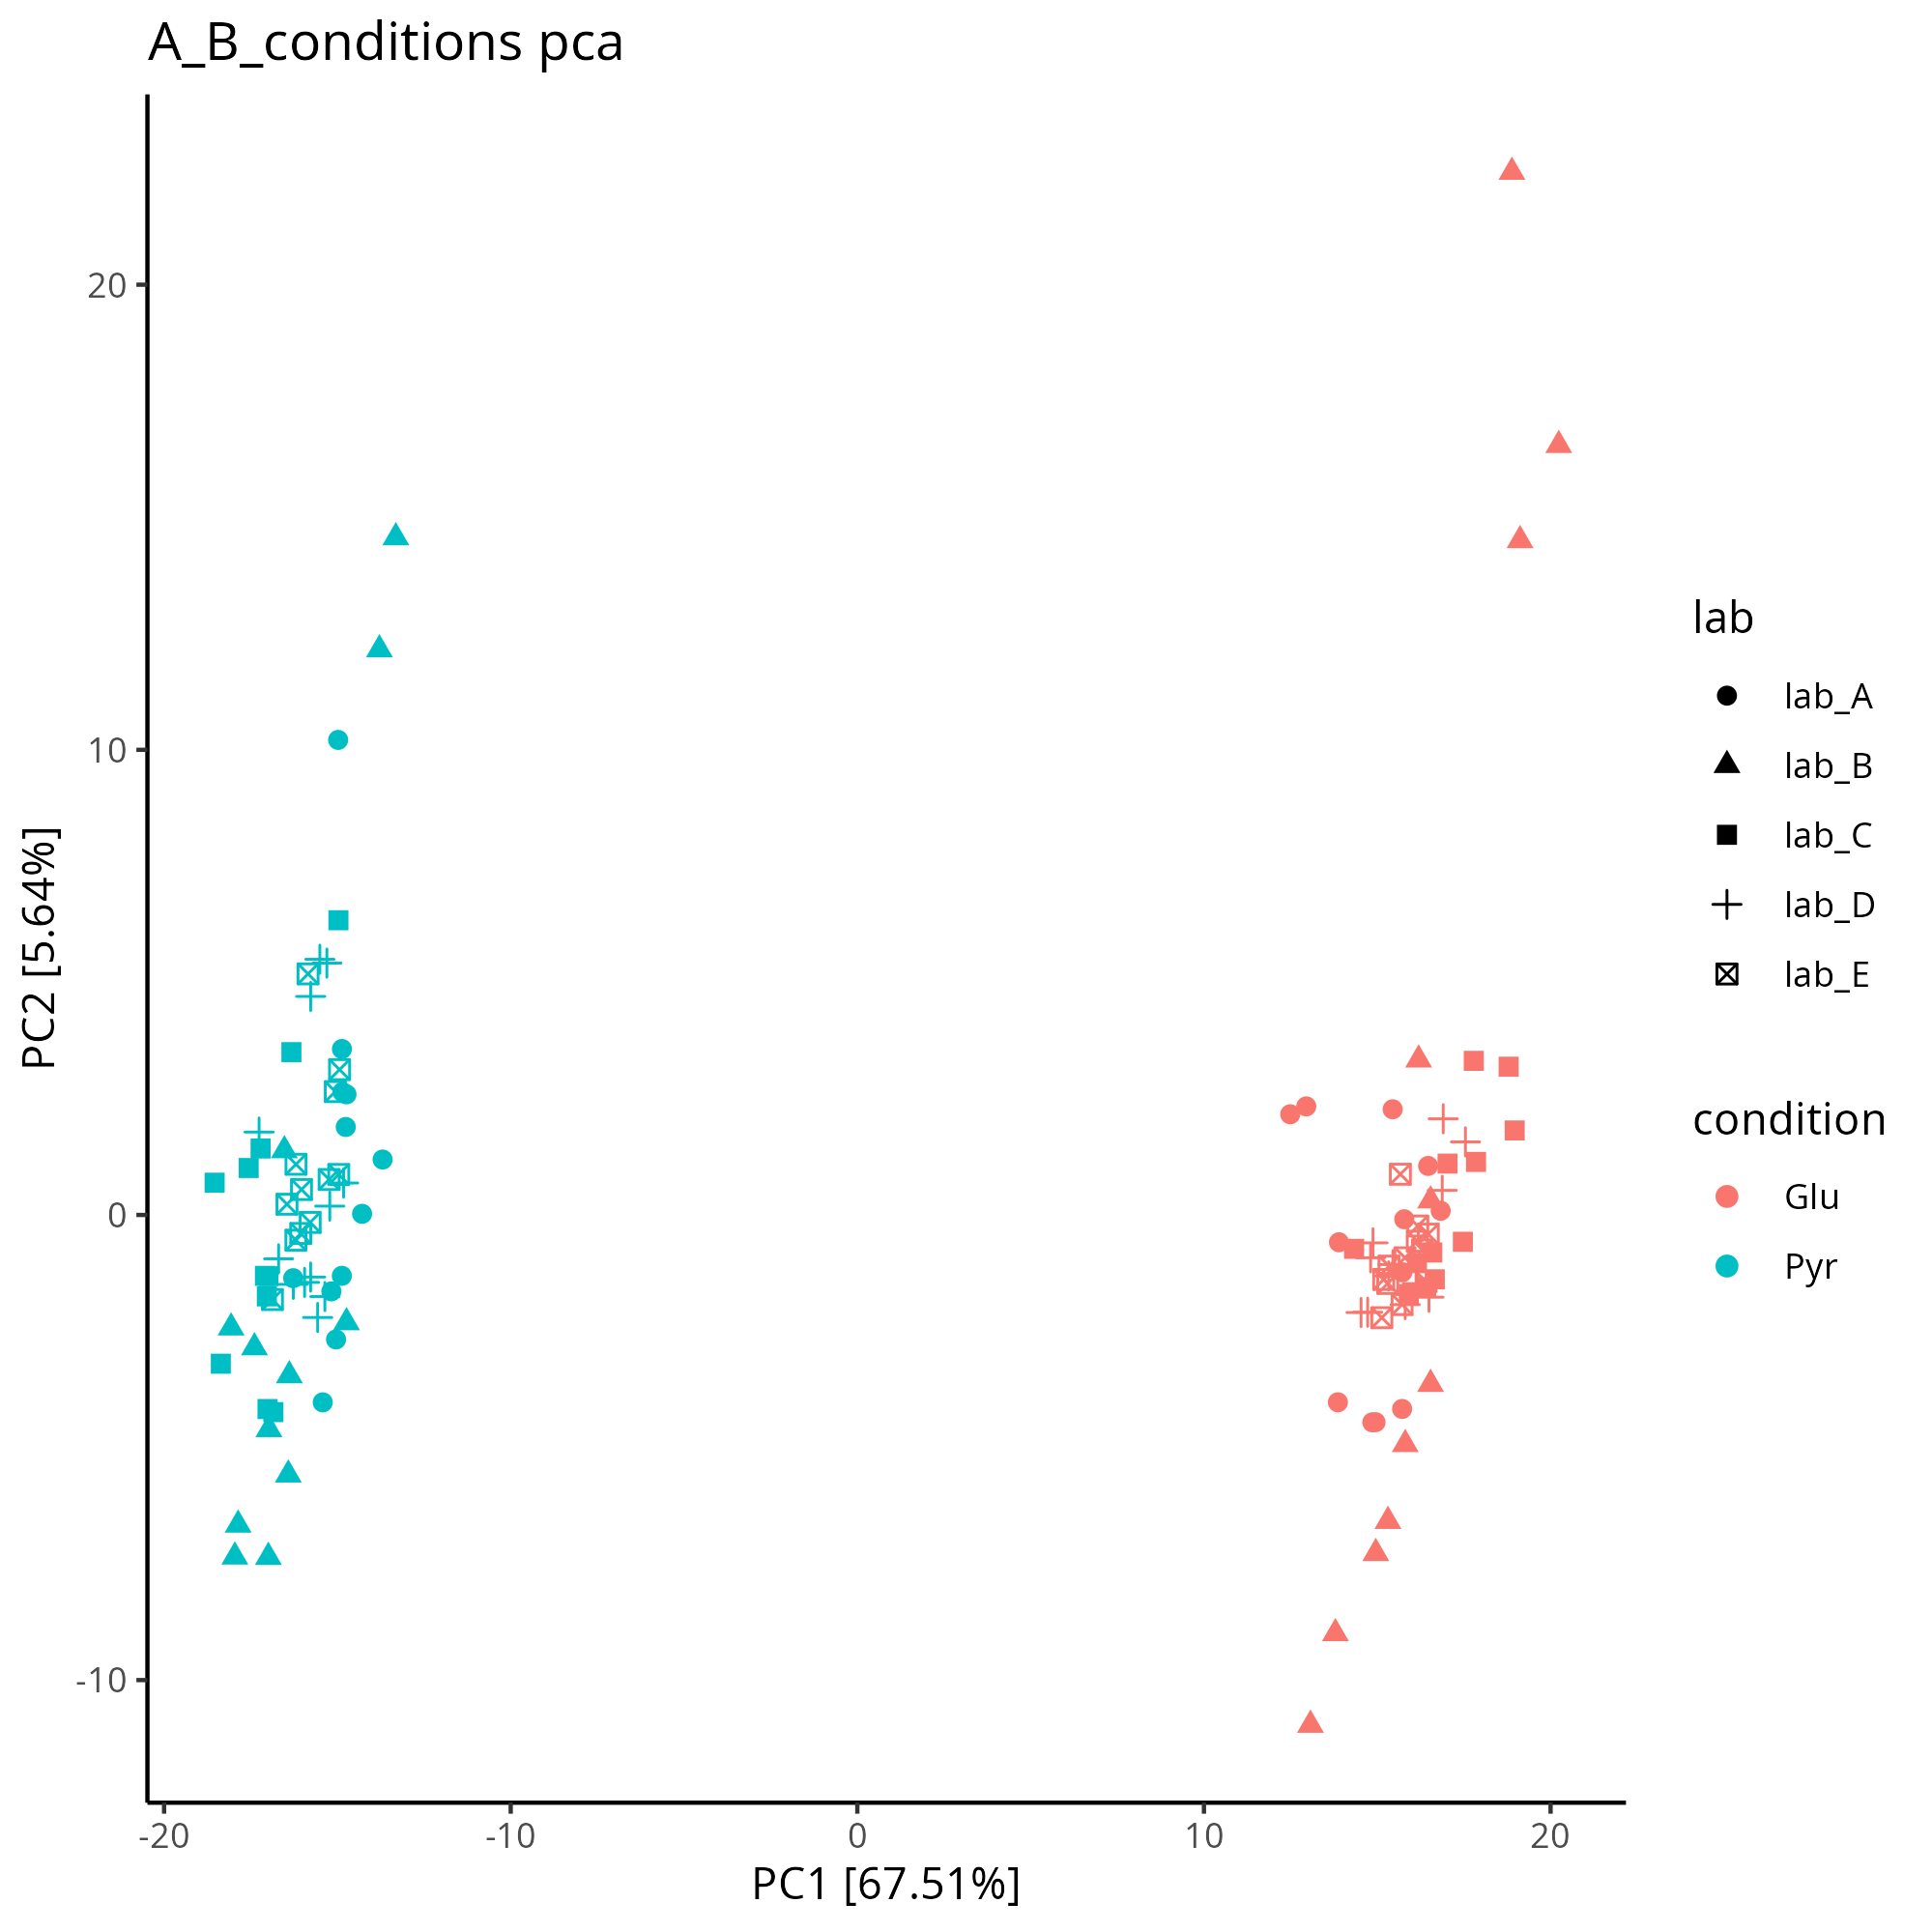 A_B_conditions pca
20
10
0
-10
PC2 [5.64%]
-20
-10
0
10
20
PC1 [67.51%]
lab
lab_A
lab_B
lab_C
lab_D
lab_E
condition
Glu
Pyr